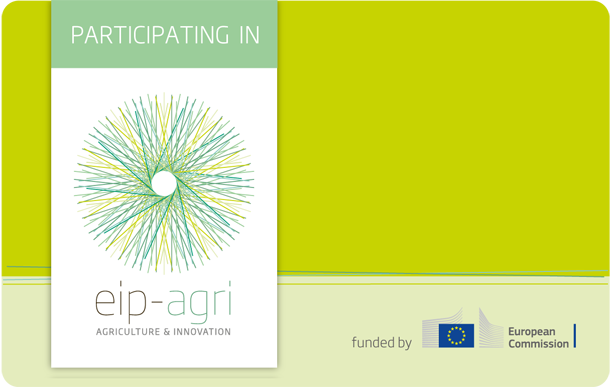 PARTICIPATING IN
eip-agri
AGRICULTURE & INNOVATION
funded by
European
Commission